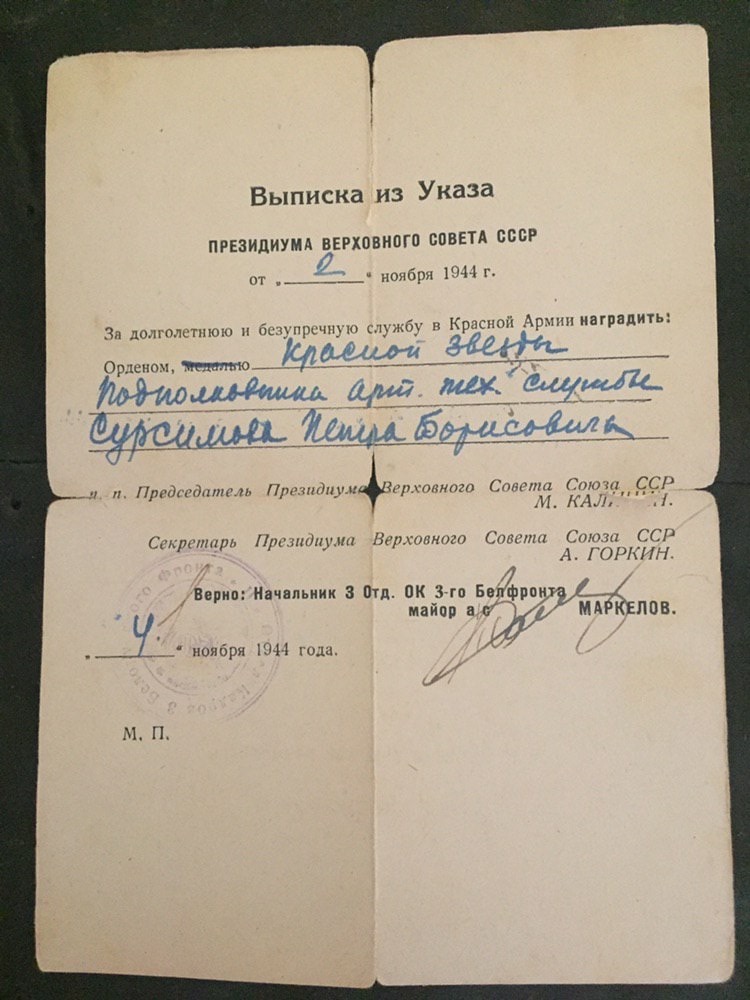 Выписка из Указа
ПРЕЗИДИУМА ВЕРХОВНОГО СОВЕТА СССР
от „ 2 “ ноября 1944 г.
За долголетнюю и безупречную службу в Красной Армии наградить:
Орденом, медалью Красной Звезды
Подполковника арт. тех. службы
Сурсимова Петра Борисовича
п. п. Председатель Президиума Верховного Совета Союза ССР
М. КАЛИНИН.
Секретарь Президиума Верховного Совета Союза ССР
А. ГОРКИН.
Верно: Начальник 3 Отд. ОК 3-го Белфронта
майор а/с МАРКЕЛОВ.
„ 4. “ ноября 1944 года.
М. П.